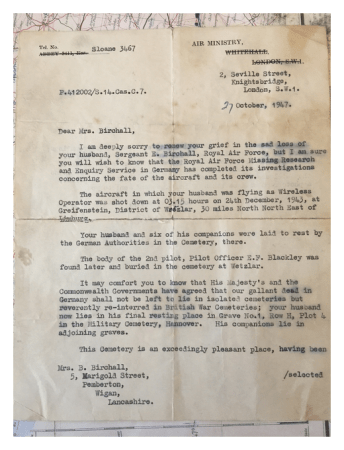 Tel. No. Sloane 3467
AIR MINISTRY,
WHITEHALL
LONDON, S.W.1.
2, Seville Street,
Knightsbridge,
London, S.W.1.
P.412002/S.14.Cas.C.7.
27 October, 1947.
Dear Mrs. Birchall,
I am deeply sorry to renew your grief in the sad loss of
your husband, Sergeant E. Birchall, Royal Air Force, but I am sure
you will wish to know that the Royal Air Force Missing Research
and Enquiry Service in Germany has completed its investigations
concerning the fate of the aircraft and its crew.
The aircraft in which your husband was flying as Wireless
Operator was shot down at 03.15 hours on 24th December, 1943, at
Greifenstein, District of Wetzlar, 30 miles North North East of
Limburg.
Your husband and six of his companions were laid to rest by
the German Authorities in the Cemetery, there.
The body of the 2nd pilot, Pilot Officer K.F. Blackley was
found later and buried in the cemetery at Wetzlar.
It may comfort you to know that His Majesty's and the
Commonwealth Governments have agreed that our gallant dead in
Germany shall not be left to lie in isolated cemeteries but
reverently re-interred in British War Cemeteries; your husband
now lies in his final resting place in Grave No.1, Row H, Plot 4
in the Military Cemetery, Hannover. His companions lie in
adjoining graves.
This Cemetery is an exceedingly pleasant place, having been
/selected
Mrs. B. Birchall,
5, Marigold Street,
Pemberton,
Wigan,
Lancashire.